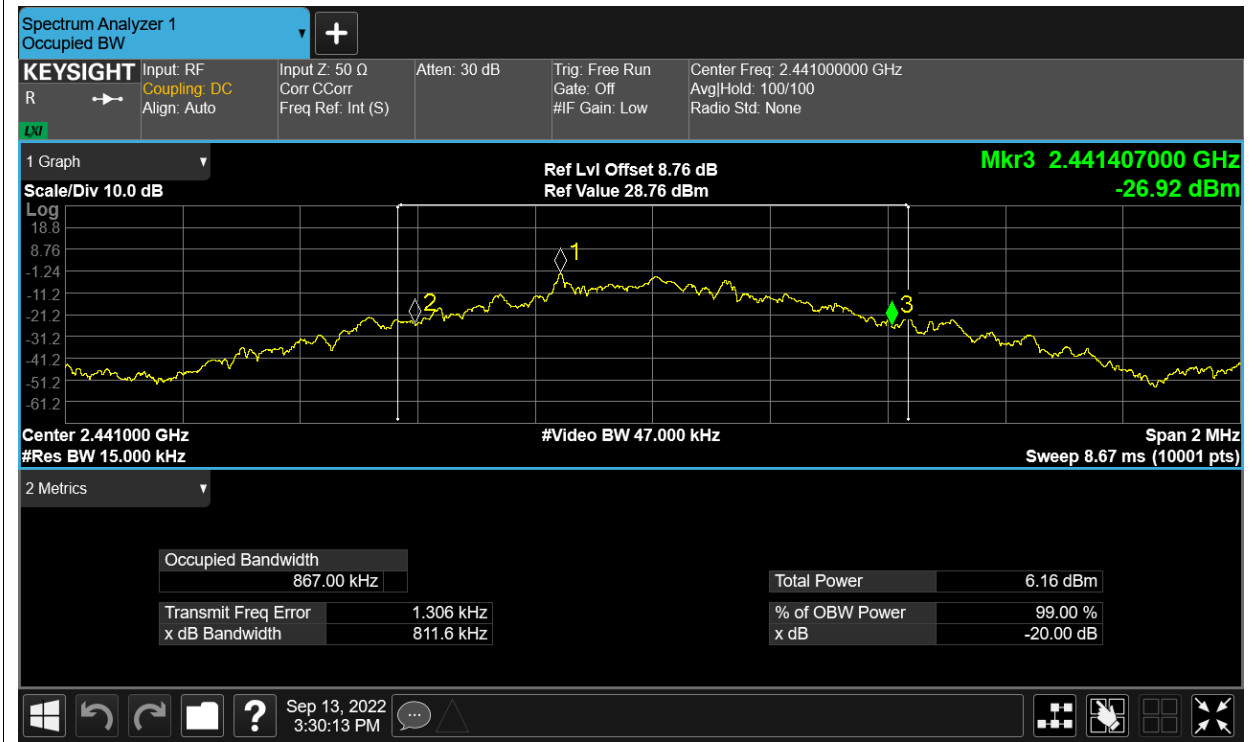 Spectrum Analyzer 1
Occupied BW
KEYSIGHT
R
LXI
Input: RF
Coupling: DC
Align: Auto
Input Z: 50 Ω
Corr CCorr
Freq Ref: Int (S)
Atten: 30 dB
Trig: Free Run
Gate: Off
#IF Gain: Low
Center Freq: 2.441000000 GHz
Avg|Hold: 100/100
Radio Std: None
1 Graph
Scale/Div 10.0 dB
Ref Lvl Offset 8.76 dB
Ref Value 28.76 dBm
Mkr3 2.441407000 GHz
-26.92 dBm
Log
18.8
8.76
-1.24
-11.2
-21.2
-31.2
-41.2
-51.2
-61.2
1
2
3
Center 2.441000 GHz
#Res BW 15.000 kHz
#Video BW 47.000 kHz
Span 2 MHz
Sweep 8.67 ms (10001 pts)
2 Metrics
Occupied Bandwidth
867.00 kHz
Transmit Freq Error 1.306 kHz
x dB Bandwidth 811.6 kHz
Total Power 6.16 dBm
% of OBW Power 99.00 %
x dB -20.00 dB
?
Sep 13, 2022
3:30:13 PM